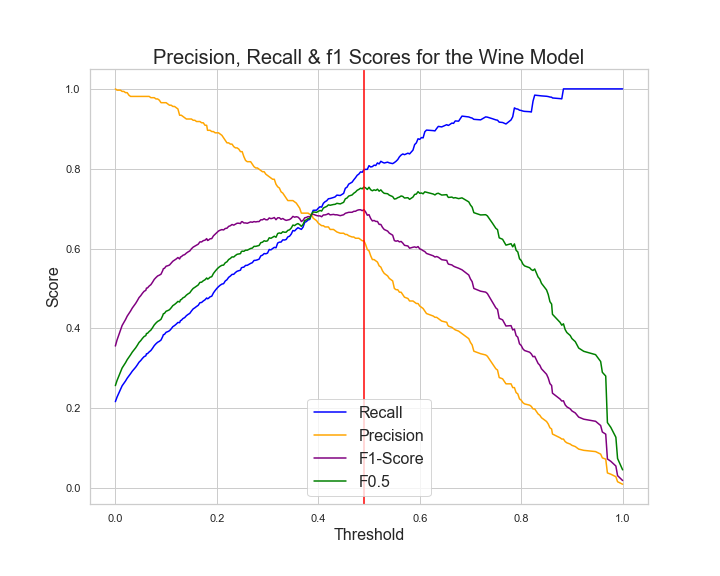 Precision, Recall & f1 Scores for the Wine Model
1.0
0.8
0.6
0.4
0.2
0.0
Score
Recall
Precision
F1-Score
F0.5
0.0 0.2 0.4 0.6 0.8 1.0
Threshold